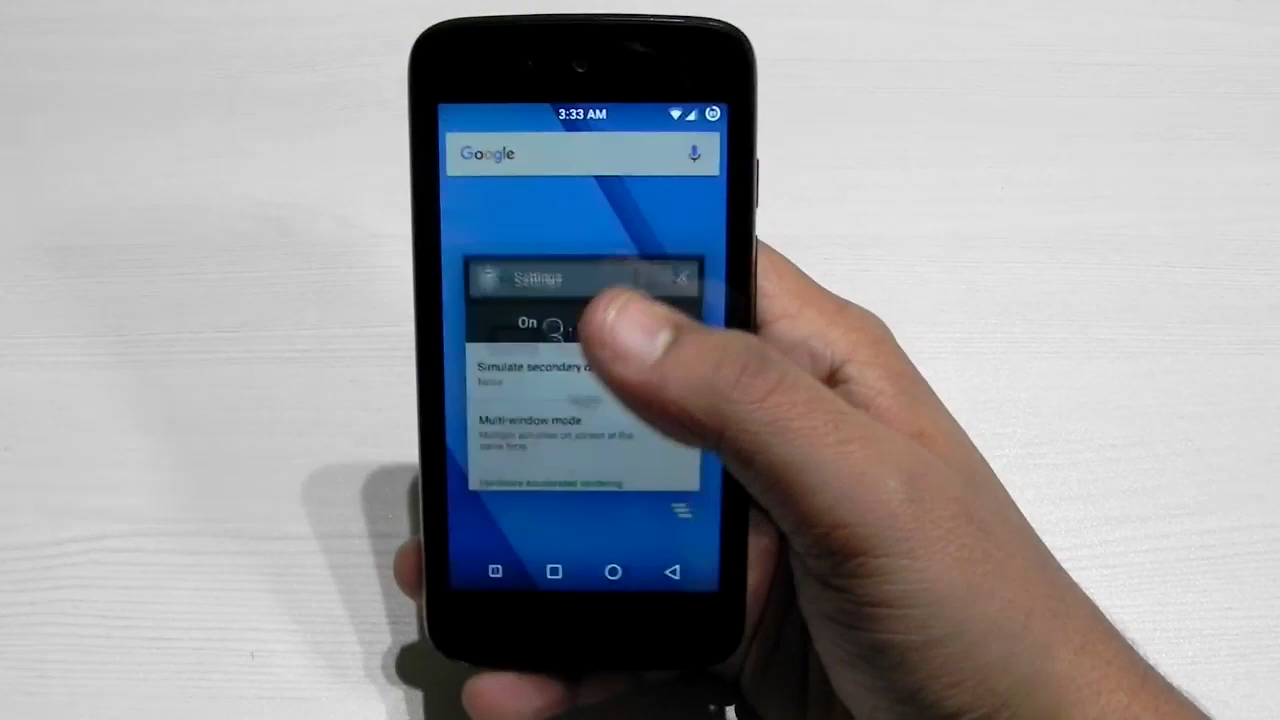 3:33 AM
Google
Settings
On
Simulate secondary
None
Multi-window mode
Multiple activities on screen at the
same time.
Hardware accelerated rendering